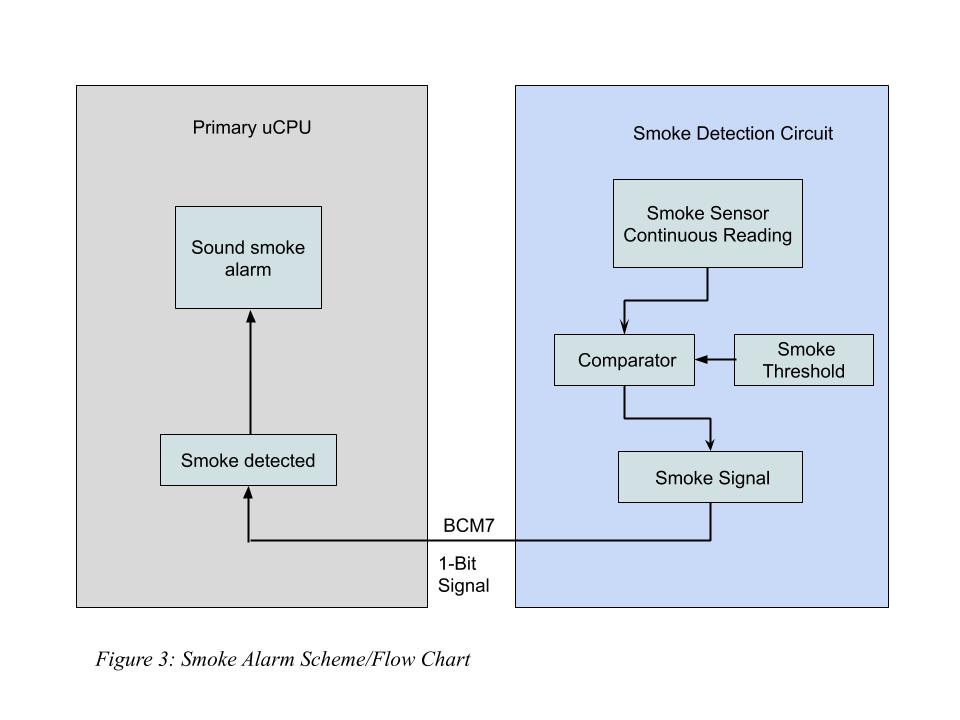 Primary uCPU
Sound smoke
alarm
Smoke detected
BCM7
1-Bit
Signal
Smoke Detection Circuit
Smoke Sensor
Continuous Reading
Comparator
Smoke
Threshold
Smoke Signal
Figure 3: Smoke Alarm Scheme/Flow Chart